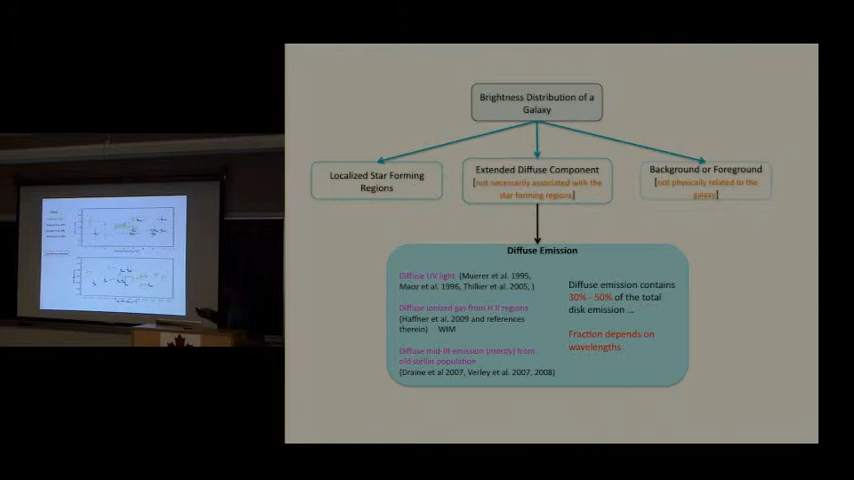 Brightness Distribution of a
Galaxy
Localized Star Forming
Regions
Extended Diffuse Component
[not necessarily associated with the
star forming regions]
Background or Foreground
[not physically related to the
galaxy]
Diffuse Emission
Diffuse UV light (Muerer et al. 1995,
Maoz et al. 1996, Thilker et al. 2005, )
Diffuse ionized gas from H II regions
(Haffner et al. 2009 and references
therein) WIM
Diffuse mid-IR emission (mostly) from
old stellar population
(Draine et al 2007, Verley et al. 2007, 2008)
Diffuse emission contains
30% - 50% of the total
disk emission ...
Fraction depends on
wavelengths